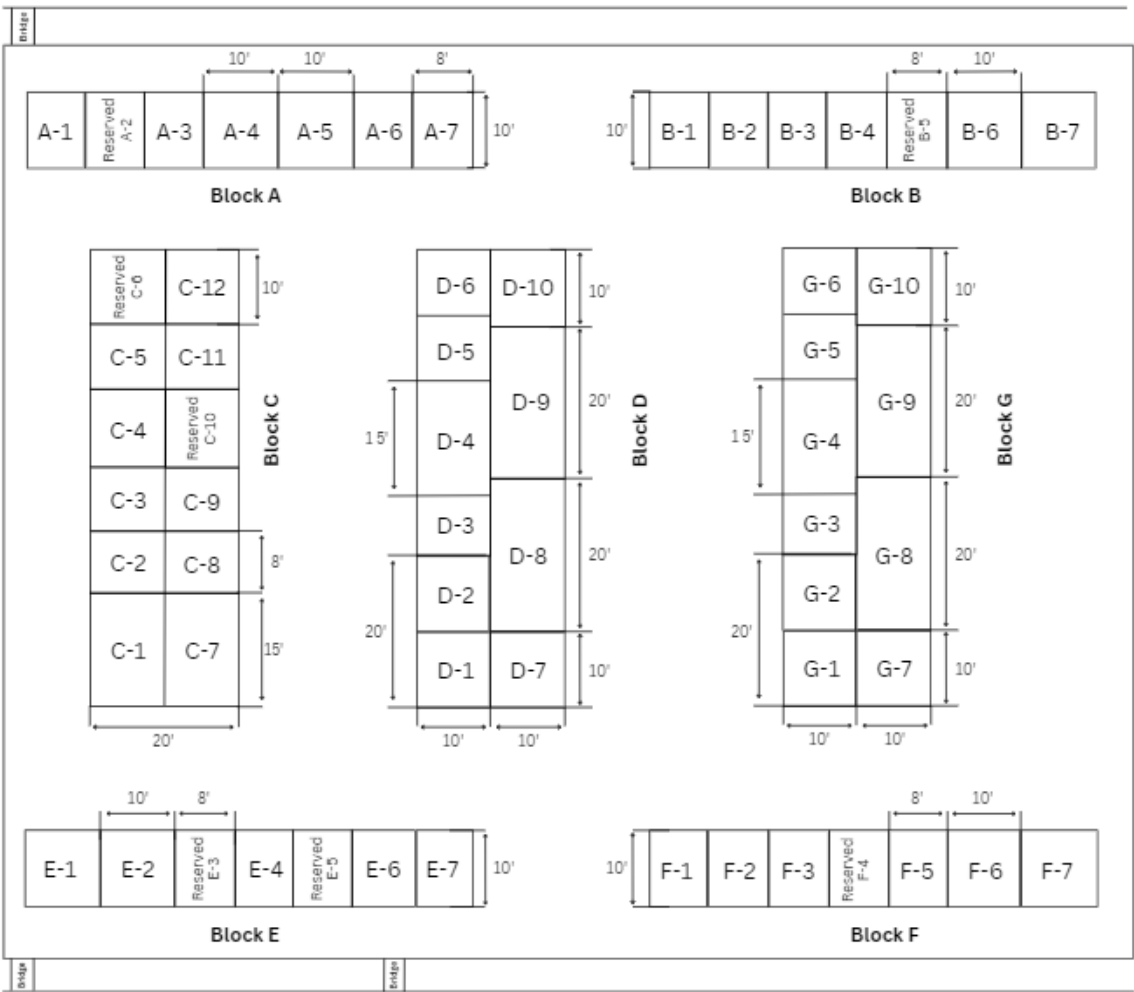 Bridge
10'
10'
8'
8'
10'
A-1
Reserved
A-2
A-3
A-4
A-5
A-6
A-7
10'
10'
B-1
B-2
B-3
B-4
Reserved
B-5
B-6
B-7
Block A
Block B
Reserved
C-6
C-12
10'
C-5
C-11
C-4
Reserved
C-10
C-3
C-9
C-2
C-8
8'
C-1
C-7
15'
20'
Block C
D-6
D-10
10'
D-5
D-9
20'
15'
D-4
D-3
D-8
20'
D-2
20'
D-1
D-7
10'
10'
10'
Block D
G-6
G-10
10'
G-5
G-9
20'
15'
G-4
G-3
G-8
20'
G-2
20'
G-1
G-7
10'
10'
10'
Block G
10'
8'
8'
10'
E-1
E-2
Reserved
E-3
E-4
Reserved
E-5
E-6
E-7
10'
10'
F-1
F-2
F-3
Reserved
F-4
F-5
F-6
F-7
Block E
Block F
Bridge
Bridge